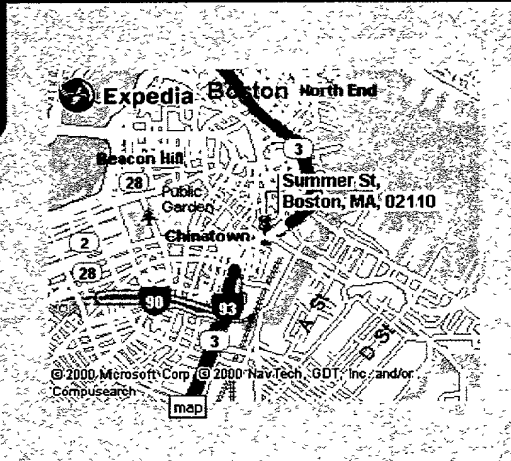 Expedia
Boston
North End
3
Beacon Hill
28
Summer St,
Boston, MA, 02110
Public
Garden
2
Chinatown
28
90
93
A St
D St
3
© 2000 Microsoft Corp © 2000 NavTech, GDT, Inc. and/or
Compusearch
map